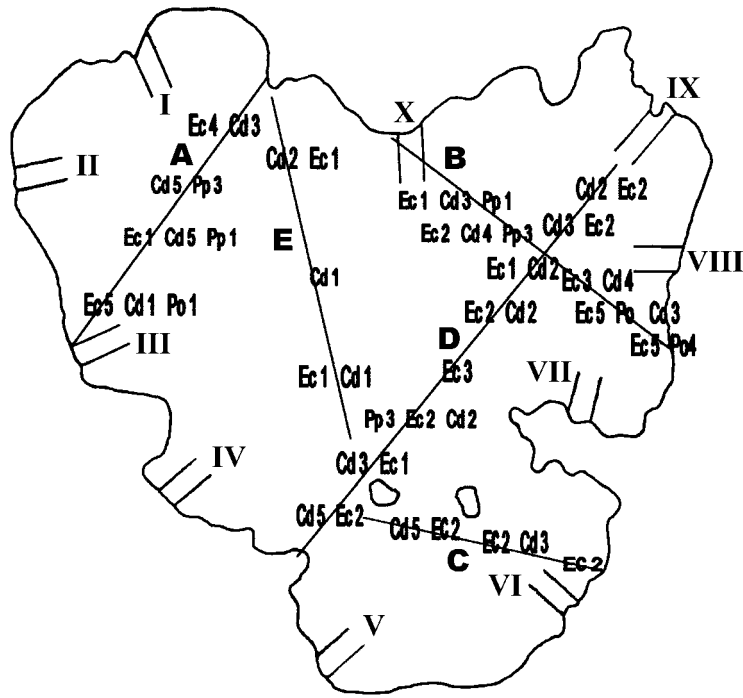 IX
X
I
Ec4 Cd3
A
B
Cd2 Ec1
II
Cd5 Pp3
Cd2 Ec2
Ec1 Cd3 Pp1
Cd3 Ec2
Ec2 Cd4 Pp3
Ec1 Cd5 Pp1
E
VIII
Ec1 Cd2
Cd1
Ec3 Cd4
Ec5 Cd1 Po1
Ec2 Cd2
Ec5 Po Cd3
III
D
Ec5 Po4
Ec3
VII
Ec1 Cd1
Pp3 Ec2 Cd2
IV
Cd3 Ec1
Cd5 Ec2
Cd5 EC2
EC2 Cd3
C
EC2
VI
V